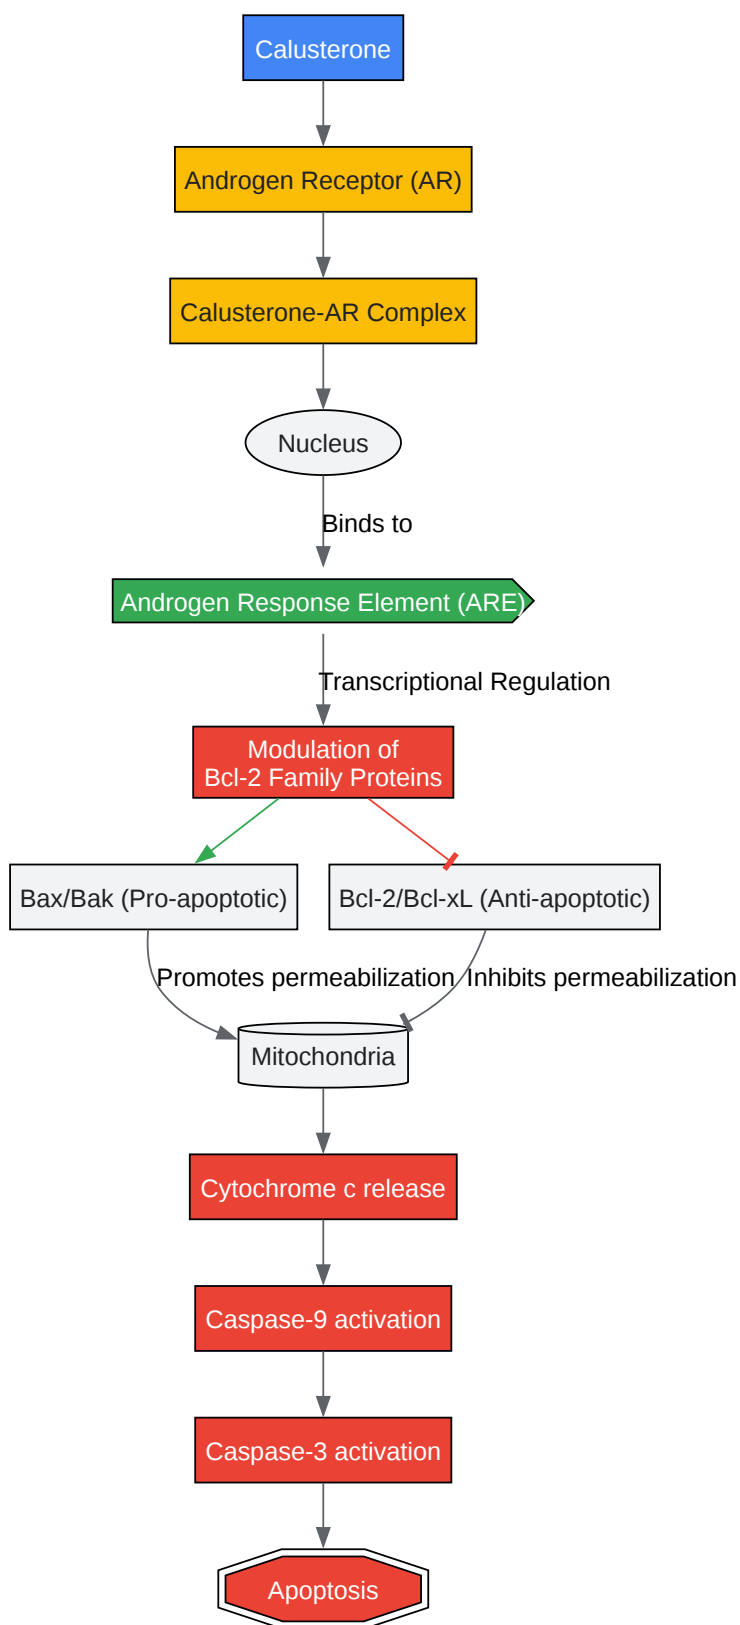 Calusterone
Androgen Receptor (AR)
Calusterone-AR Complex
Nucleus
Binds to
Androgen Response Element (ARE)
Transcriptional Regulation
Modulation of
Bcl-2 Family Proteins
Bax/Bak (Pro-apoptotic)
Bcl-2/Bcl-xL (Anti-apoptotic)
Promotes permeabilization
Inhibits permeabilization
Mitochondria
Cytochrome c release
Caspase-9 activation
Caspase-3 activation
Apoptosis